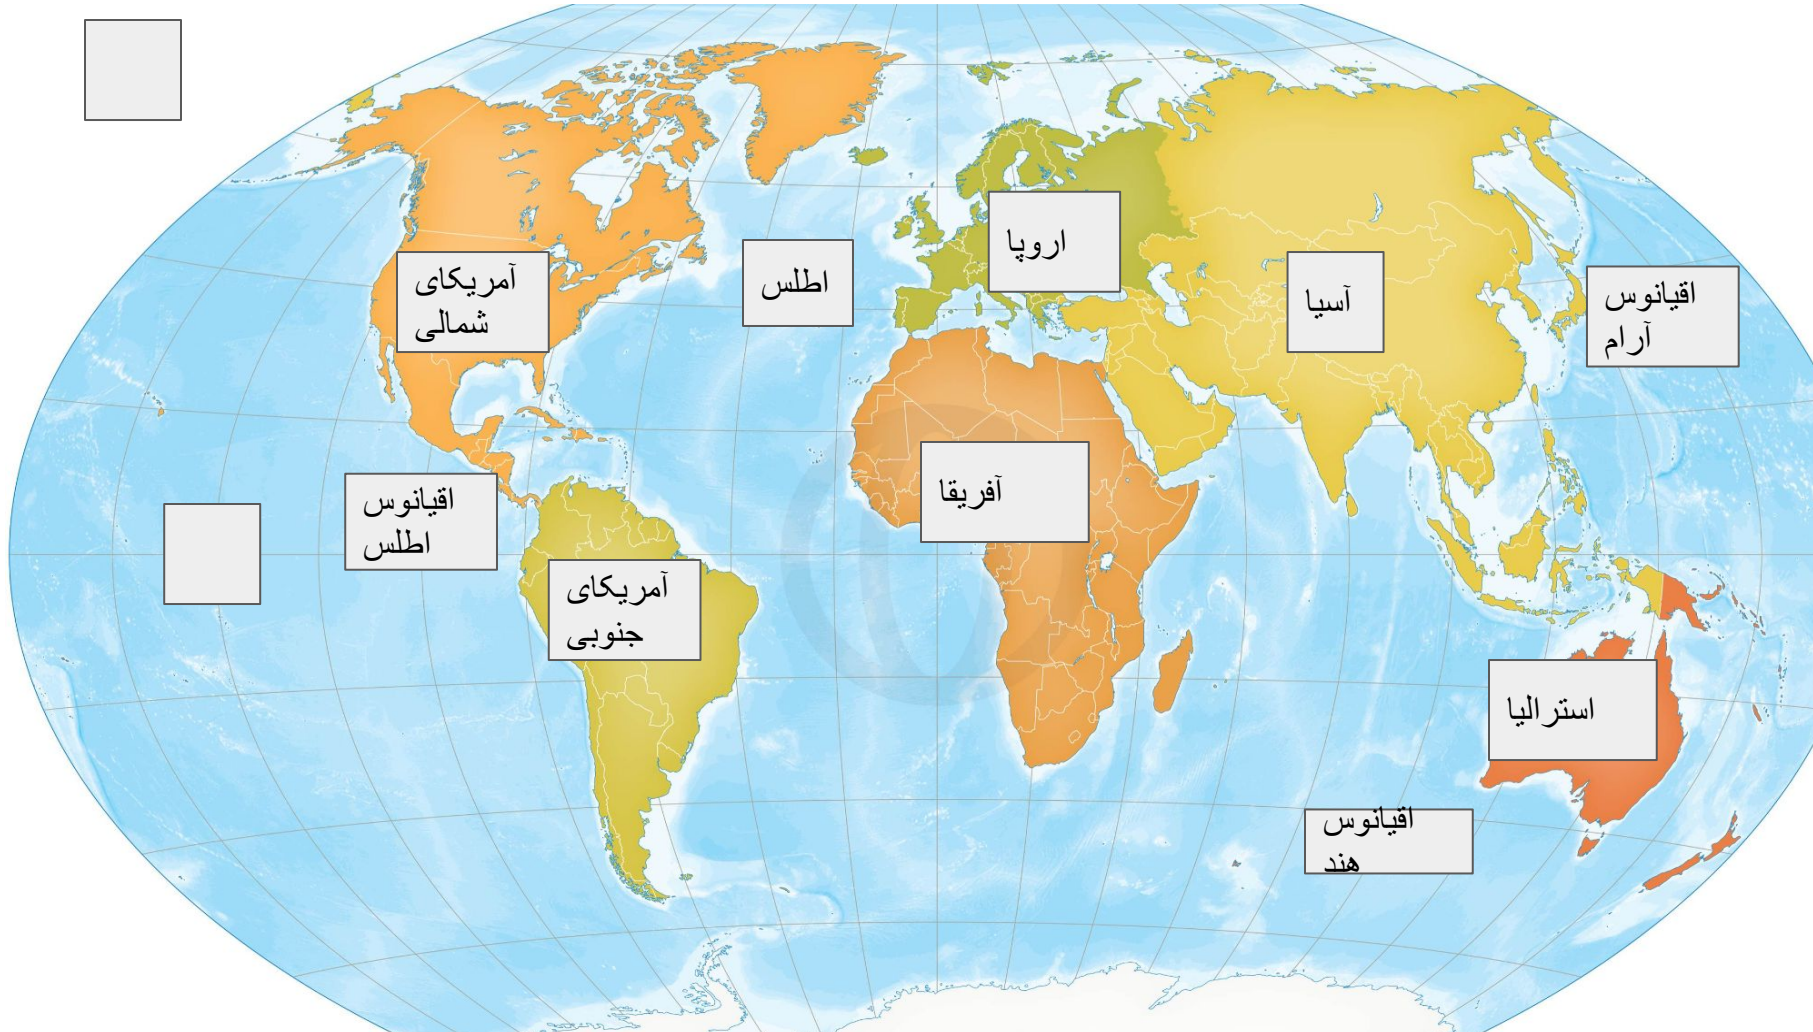 اروپا
اطلس
آمریکای
شمالی
آسیا
اقیانوس
آرام
آفریقا
اقیانوس
اطلس
آمریکای
جنوبی
استرالیا
اقیانوس
هند